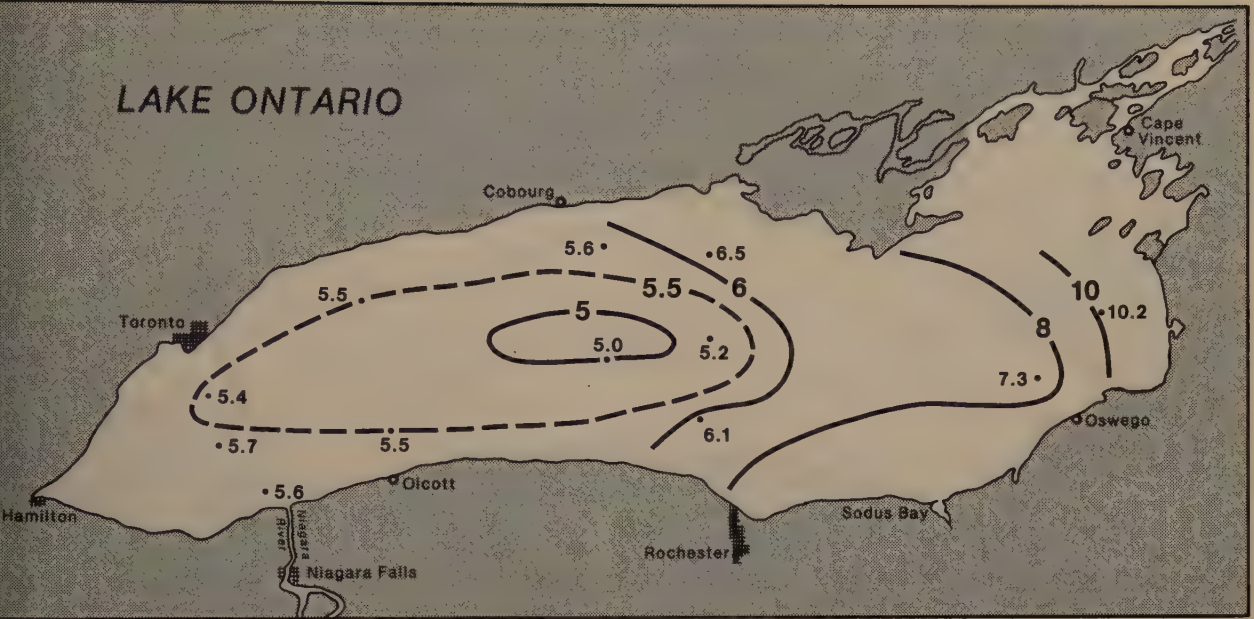 LAKE ONTARIO
Cape
Vincent
Cobourg
5.6
6.5
5.5
5.5
6
10
10.2
Toronto
5
8
5.0
5.2
7.3
5.4
6.1
Oswego
5.7
5.5
Olcott
5.6
Hamilton
Niagara
River
Sodus Bay
Rochester
Niagara Falls